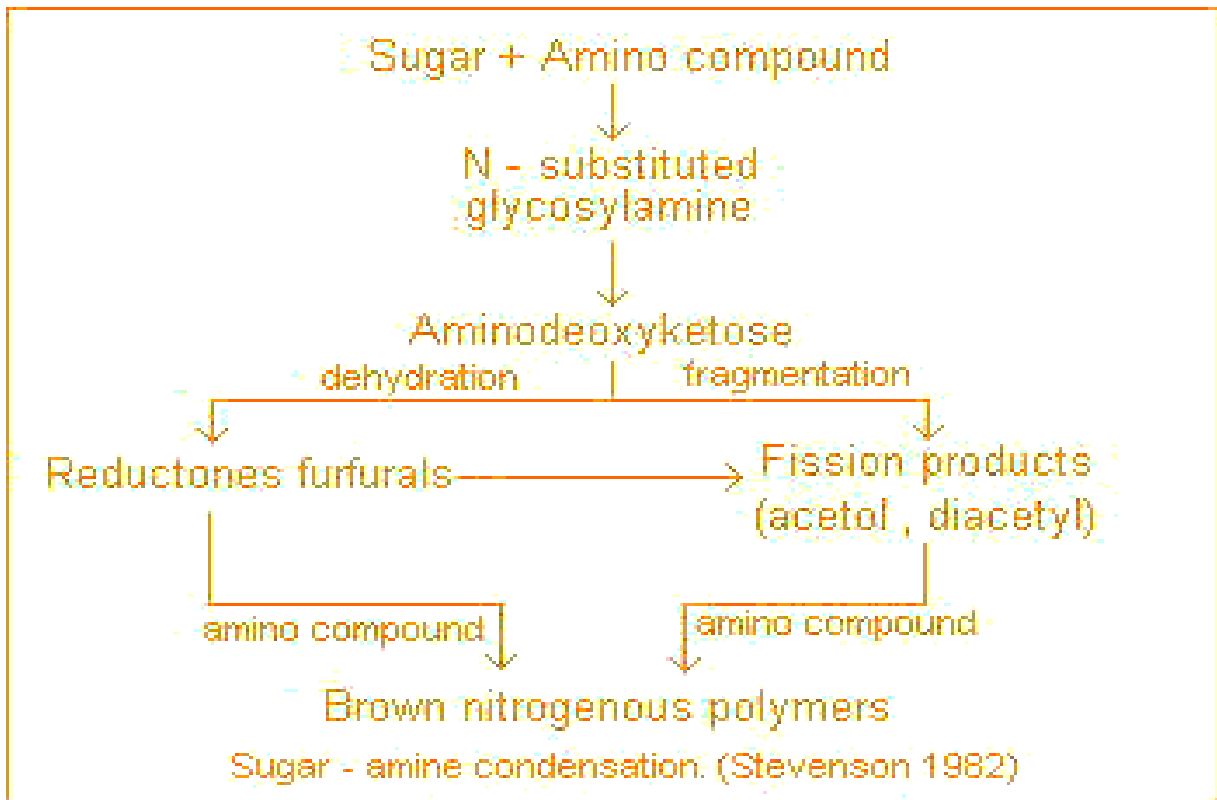 Sugar + Amino compound
N - substituted
glycosylamine
Aminodeoxyketose
dehydration fragmentation
Reductones furfurals
Fission products
(acetol , diacetyl)
amino compound amino compound
Brown nitrogenous polymers
Sugar - amine condensation. (Stevenson 1982)